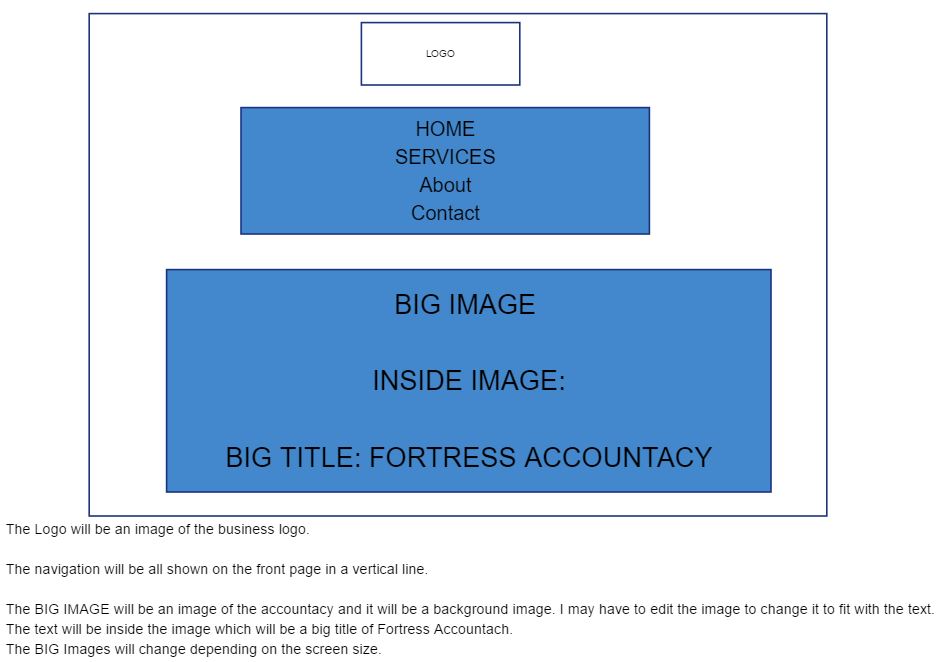 LOGO
HOME
SERVICES
About
Contact
BIG IMAGE
INSIDE IMAGE:
BIG TITLE: FORTRESS ACCOUNTACY
The Logo will be an image of the business logo.
The navigation will be all shown on the front page in a vertical line.
The BIG IMAGE will be an image of the accountacy and it will be a background image. I may have to edit the image to change it to fit with the text.
The text will be inside the image which will be a big title of Fortress Accountach.
The BIG Images will change depending on the screen size.